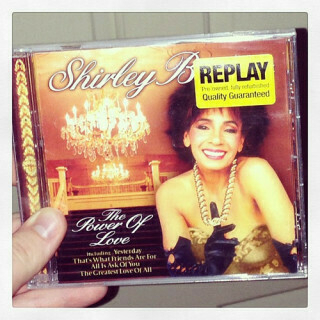 Shirley B
REPLAY
Pre owned, fully refurbished
Quality Guaranteed
The
Power Of
Love
Including Yesterday
That's What Friends Are For
All I Ask Of You
The Greatest Love Of All